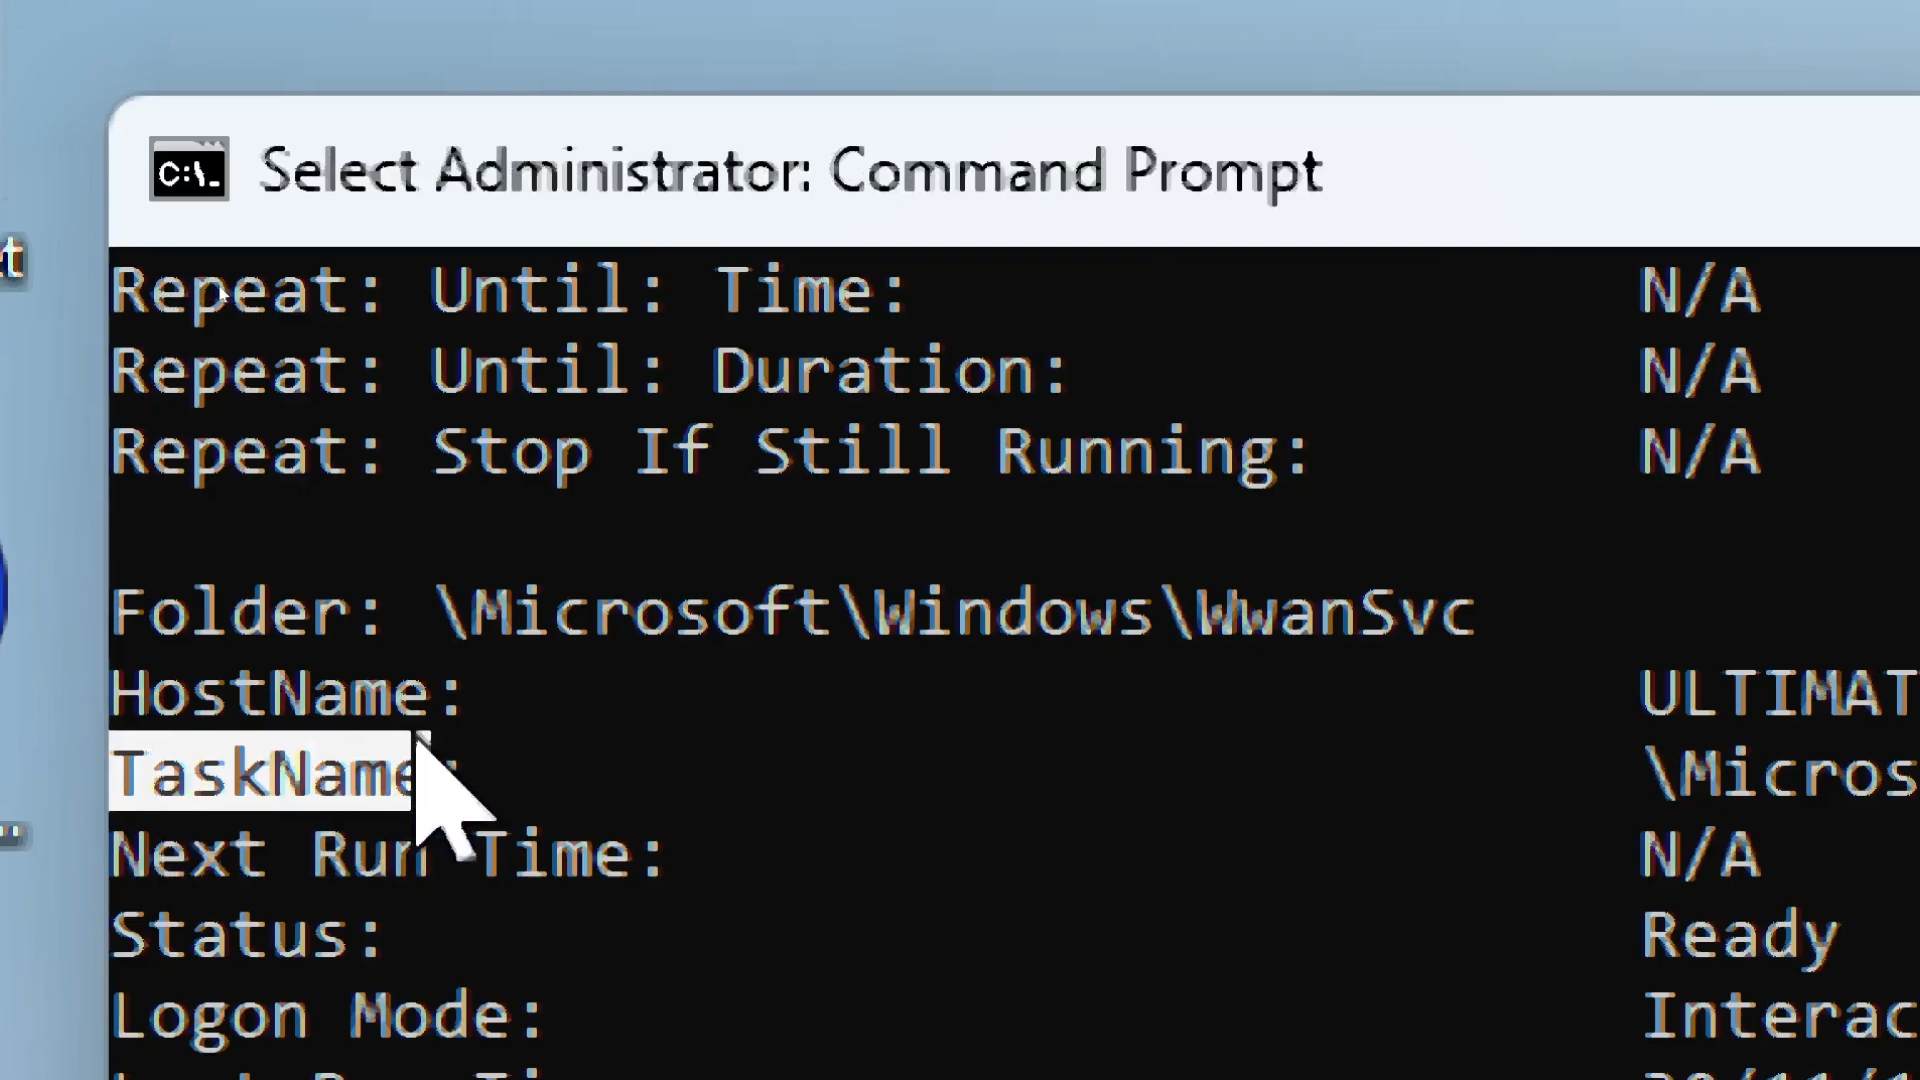 C:\_ Select Administrator: Command Prompt
Repeat: Until: Time: N/A
Repeat: Until: Duration: N/A
Repeat: Stop If Still Running: N/A
Folder: \Microsoft\Windows\WwanSvc
HostName: ULTIMAT
TaskName: \Micros
Next Run Time: N/A
Status: Ready
Logon Mode: Interac